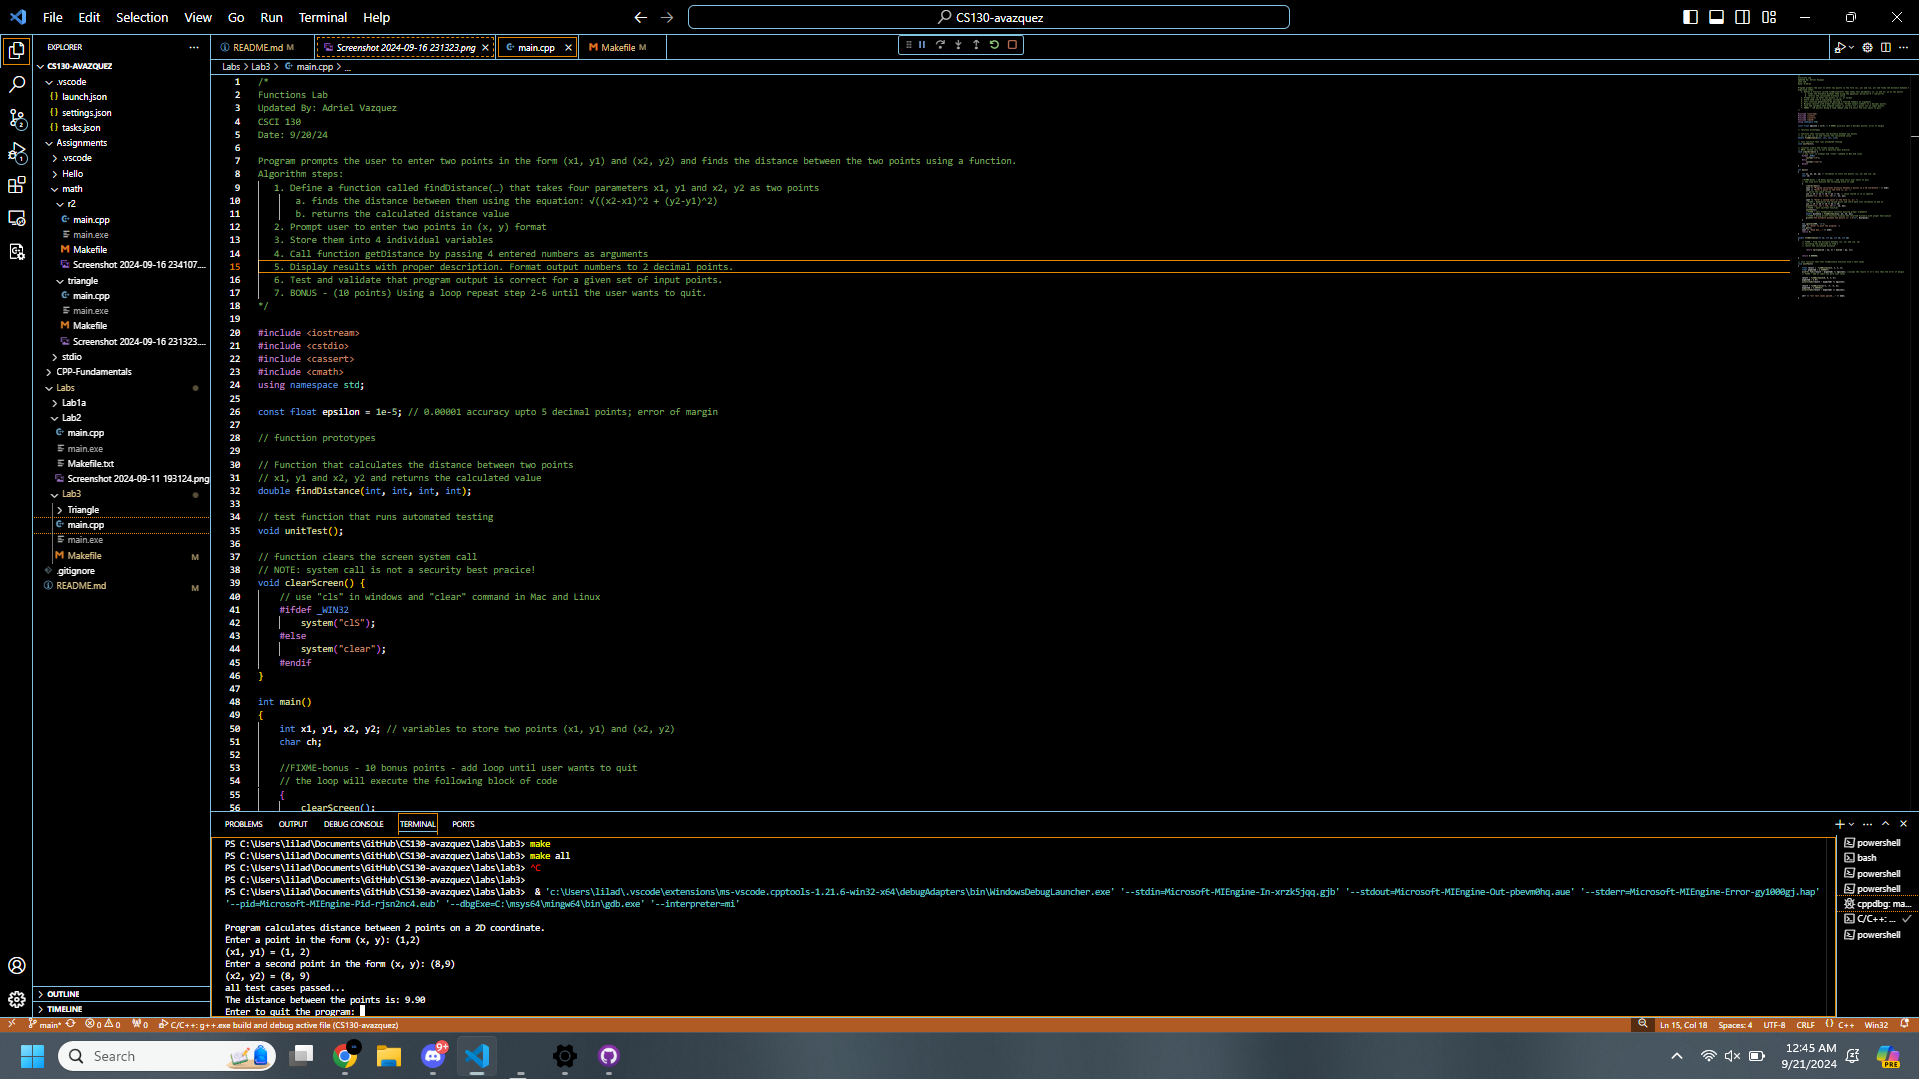 File Edit Selection View Go Run Terminal Help
CS130-avazquez
EXPLORER
CS130-AVAZQUEZ
.vscode
launch.json
settings.json
tasks.json
Assignments
.vscode
Hello
math
r2
main.cpp
main.exe
Makefile
Screenshot 2024-09-16 234107....
triangle
main.cpp
main.exe
Makefile
Screenshot 2024-09-16 231323....
stdio
CPP-Fundamentals
Labs
Lab1a
Lab2
main.cpp
main.exe
Makefile.txt
Screenshot 2024-09-11 193124.png
Lab3
Triangle
main.cpp
main.exe
Makefile M
.gitignore
README.md M
OUTLINE
TIMELINE
README.md M Screenshot 2024-09-16 231323.png main.cpp Makefile M
Labs > Lab3 > main.cpp > ...
1 /*
2 Functions Lab
3 Updated By: Adriel Vazquez
4 CSCI 130
5 Date: 9/20/24
6
7 Program prompts the user to enter two points in the form (x1, y1) and (x2, y2) and finds the distance between the two points using a function.
8 Algorithm steps:
9 1. Define a function called findDistance(…) that takes four parameters x1, y1 and x2, y2 as two points
10 a. finds the distance between them using the equation: √((x2-x1)^2 + (y2-y1)^2)
11 b. returns the calculated distance value
12 2. Prompt user to enter two points in (x, y) format
13 3. Store them into 4 individual variables
14 4. Call function getDistance by passing 4 entered numbers as arguments
15 5. Display results with proper description. Format output numbers to 2 decimal points.
16 6. Test and validate that program output is correct for a given set of input points.
17 7. BONUS - (10 points) Using a loop repeat step 2-6 until the user wants to quit.
18 */
19
20 #include <iostream>
21 #include <cstdio>
22 #include <cassert>
23 #include <cmath>
24 using namespace std;
25
26 const float epsilon = 1e-5; // 0.00001 accuracy upto 5 decimal points; error of margin
27
28 // function prototypes
29
30 // Function that calculates the distance between two points
31 // x1, y1 and x2, y2 and returns the calculated value
32 double findDistance(int, int, int, int);
33
34 // test function that runs automated testing
35 void unitTest();
36
37 // function clears the screen system call
38 // NOTE: system call is not a security best pracice!
39 void clearScreen() {
40 // use "cls" in windows and "clear" command in Mac and Linux
41 #ifdef _WIN32
42 system("clS");
43 #else
44 system("clear");
45 #endif
46 }
47
48 int main()
49 {
50 int x1, y1, x2, y2; // variables to store two points (x1, y1) and (x2, y2)
51 char ch;
52
53 //FIXME-bonus - 10 bonus points - add loop until user wants to quit
54 // the loop will execute the following block of code
55 {
56 clearScreen();
PROBLEMS OUTPUT DEBUG CONSOLE TERMINAL PORTS
PS C:\Users\lilad\Documents\GitHub\CS130-avazquez\labs\lab3> make
PS C:\Users\lilad\Documents\GitHub\CS130-avazquez\labs\lab3> make all
PS C:\Users\lilad\Documents\GitHub\CS130-avazquez\labs\lab3> ^C
PS C:\Users\lilad\Documents\GitHub\CS130-avazquez\labs\lab3>
PS C:\Users\lilad\Documents\GitHub\CS130-avazquez\labs\lab3> & 'c:\Users\lilad\.vscode\extensions\ms-vscode.cpptools-1.21.6-win32-x64\debugAdapters\bin\WindowsDebugLauncher.exe' '--stdin=Microsoft-MIEngine-In-xrzk5jqq.gjb' '--stdout=Microsoft-MIEngine-Out-pbevm0hq.aue' '--stderr=Microsoft-MIEngine-Error-gy1000gj.hap'
'--pid=Microsoft-MIEngine-Pid-rjsn2nc4.eub' '--dbgExe=C:\msys64\mingw64\bin\gdb.exe' '--interpreter=mi'
Program calculates distance between 2 points on a 2D coordinate.
Enter a point in the form (x, y): (1,2)
(x1, y1) = (1, 2)
Enter a second point in the form (x, y): (8,9)
(x2, y2) = (8, 9)
all test cases passed...
The distance between the points is: 9.90
Enter to quit the program:
powershell
bash
powershell
powershell
cppdbg: ma...
C/C++: ...
powershell
main* 0 0 0 C/C++: g++.exe build and debug active file (CS130-avazquez) Ln 15, Col 18 Spaces: 4 UTF-8 CRLF C++ Win32
Search 9+ 12:45 AM
9/21/2024
PRE